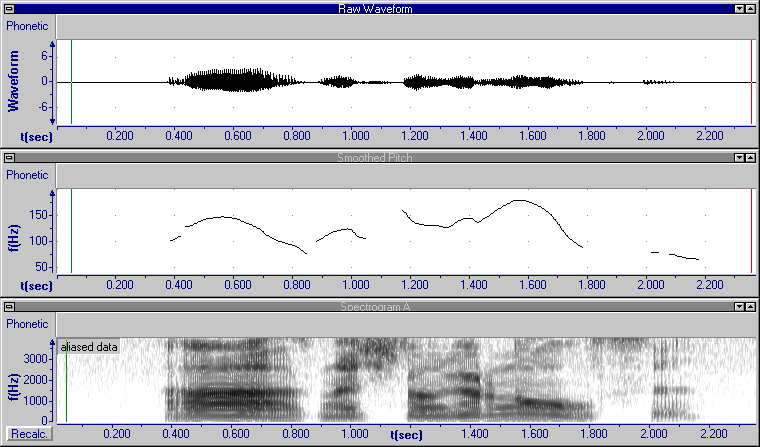 Raw Waveform
Phonetic
Waveform
6
0
-6
t(sec)
0.200 0.400 0.600 0.800 1.000 1.200 1.400 1.600 1.800 2.000 2.200
Smoothed Pitch
Phonetic
f(Hz)
150
100
50
t(sec)
0.200 0.400 0.600 0.800 1.000 1.200 1.400 1.600 1.800 2.000 2.200
Spectrogram A
Phonetic
aliased data
f(Hz)
3000
2000
1000
0
Recalc. 0.200 0.400 0.600 0.800 1.000 t(sec) 1.400 1.600 1.800 2.000 2.200